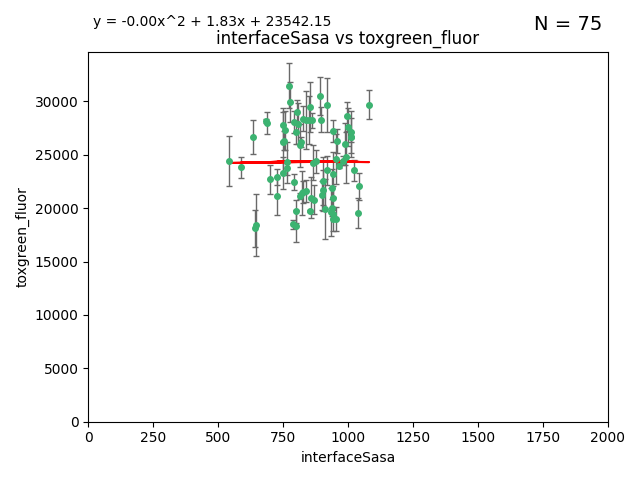 y = -0.00x^2 + 1.83x + 23542.15
N = 75
interfaceSasa vs toxgreen_fluor
toxgreen_fluor
30000
25000
20000
15000
10000
5000
0
0 250 500 750 1000 1250 1500 1750 2000
interfaceSasa